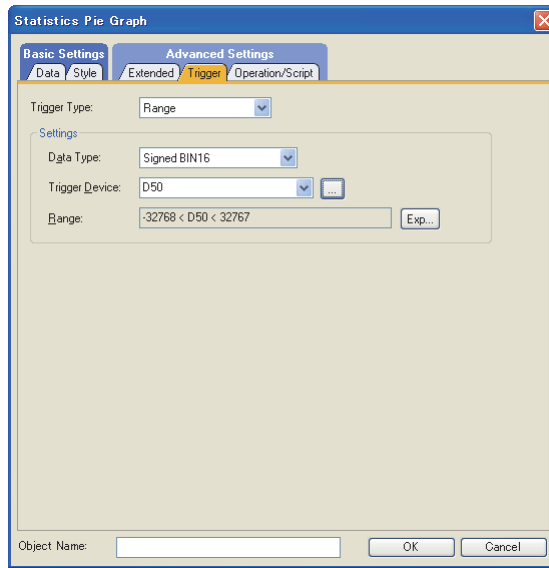 Statistics Pie Graph
Basic Settings Advanced Settings
Data Style Extended Trigger Operation/Script
Trigger Type: Range
Settings
Data Type: Signed BIN16
Trigger Device: D50 ...
Range: -32768 < D50 < 32767 Exp...
Object Name: OK Cancel